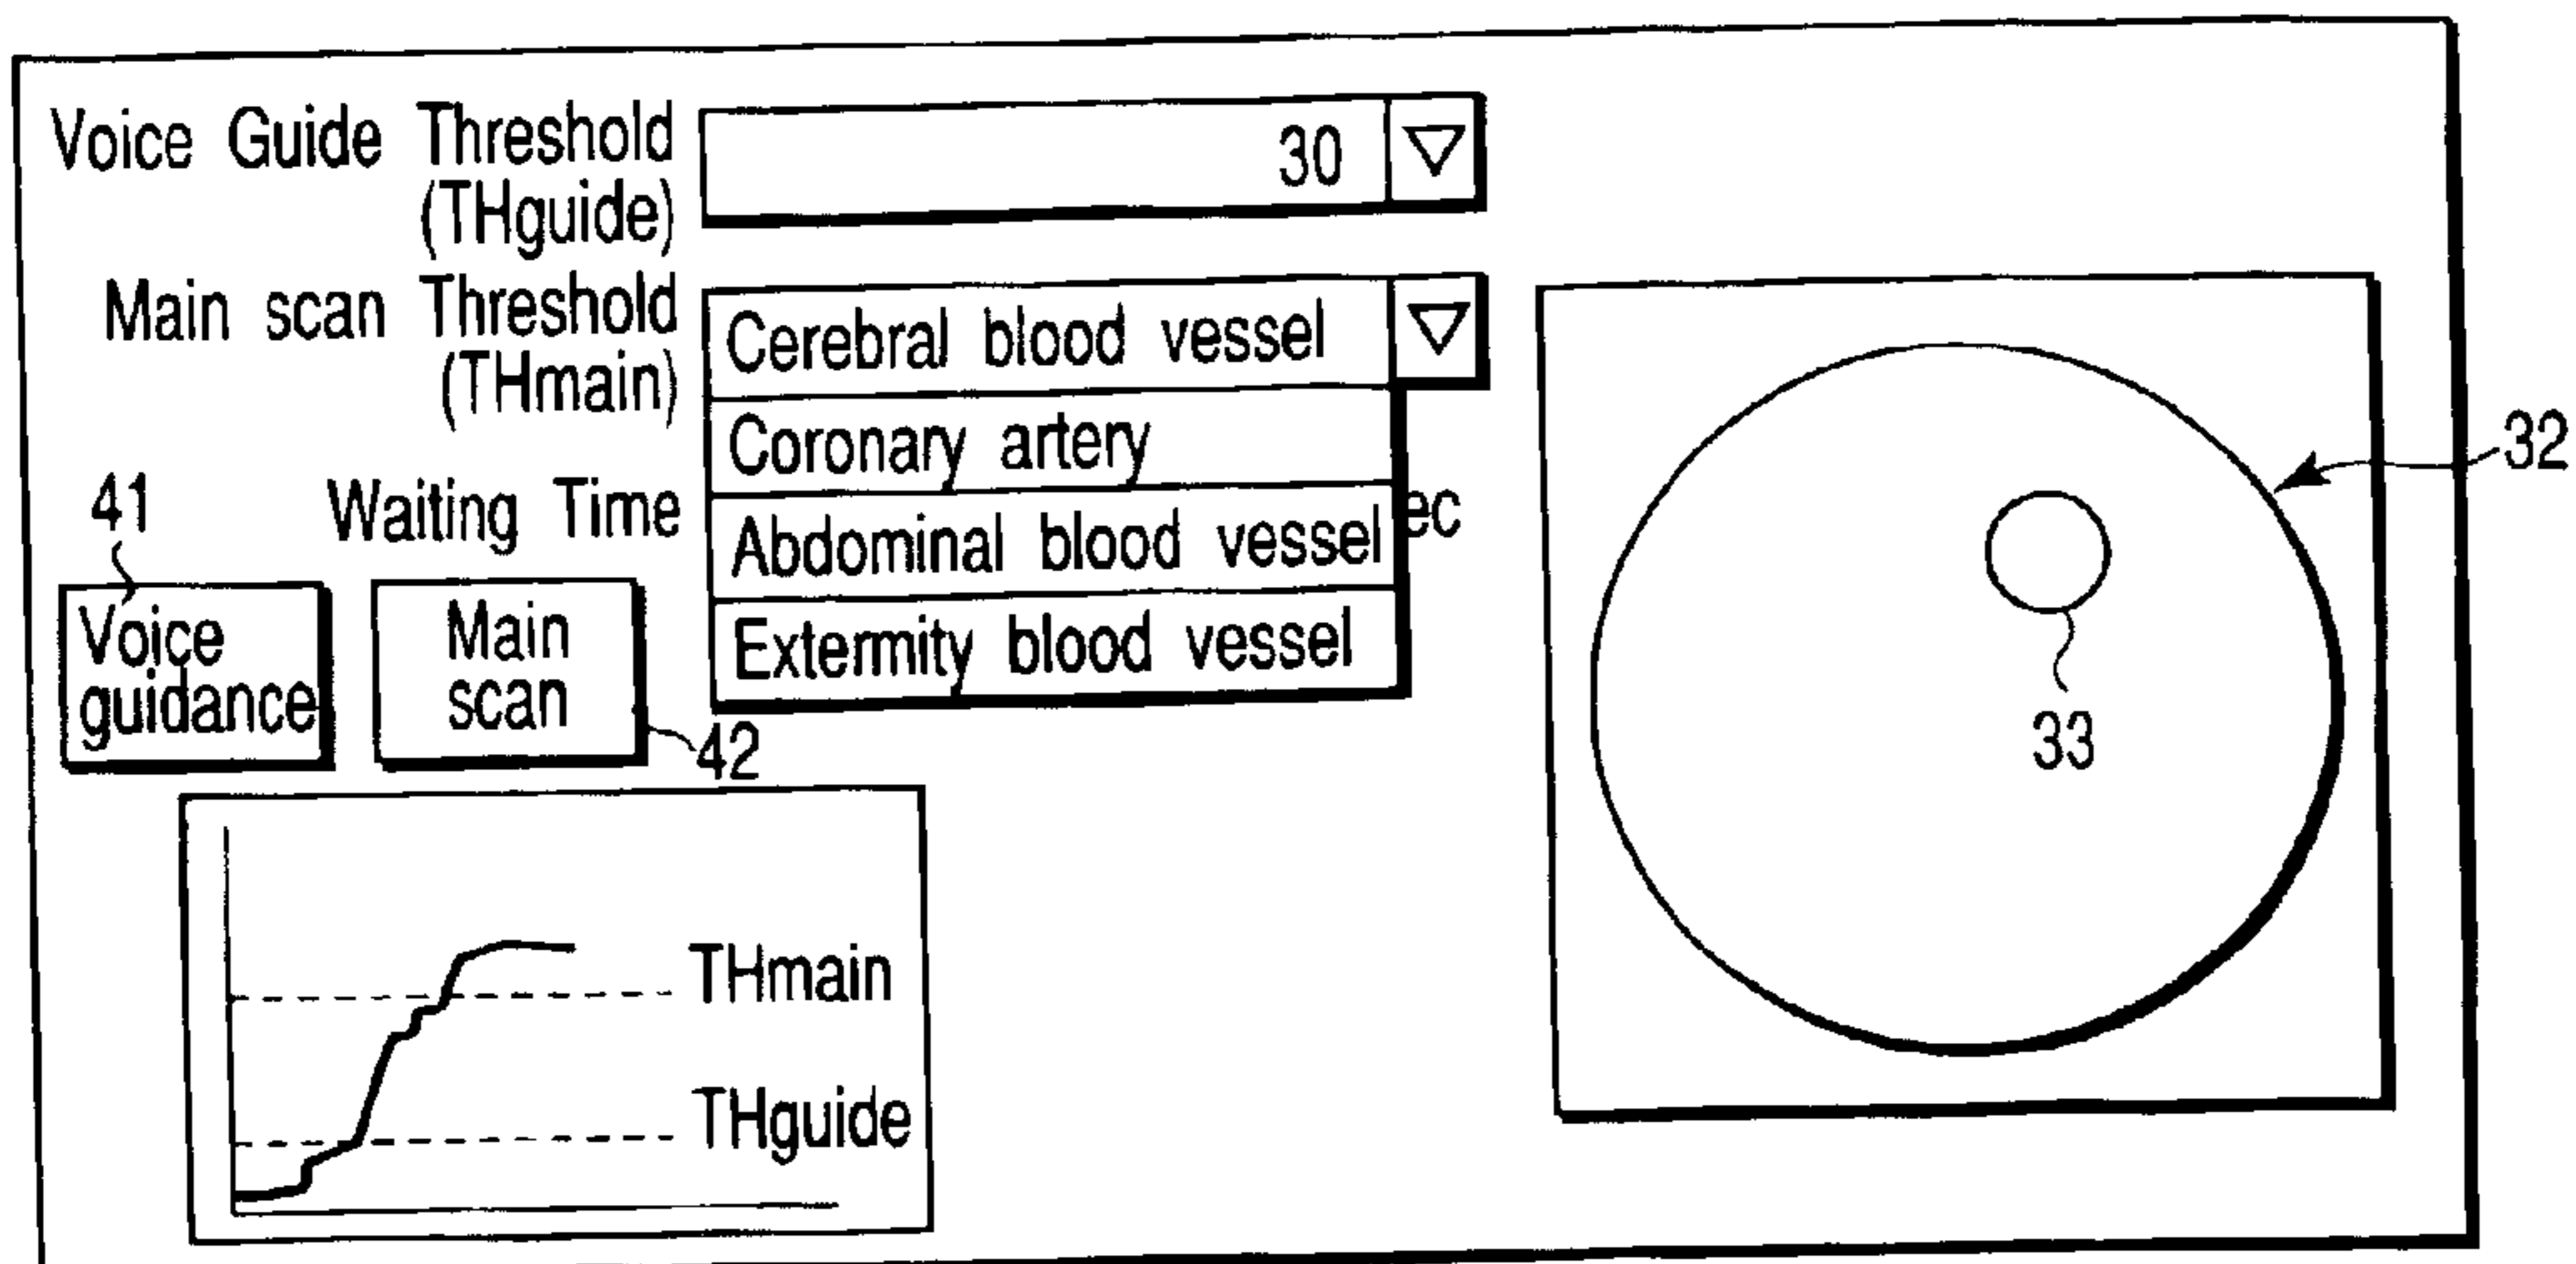 Voice Guide Threshold
(THguide)
30
Main scan Threshold
(THmain)
Cerebral blood vessel
Coronary artery
Abdominal blood vessel
Extermity blood vessel
Waiting Time
ec
41
Voice
guidance
Main
scan
42
THmain
THguide
32
33